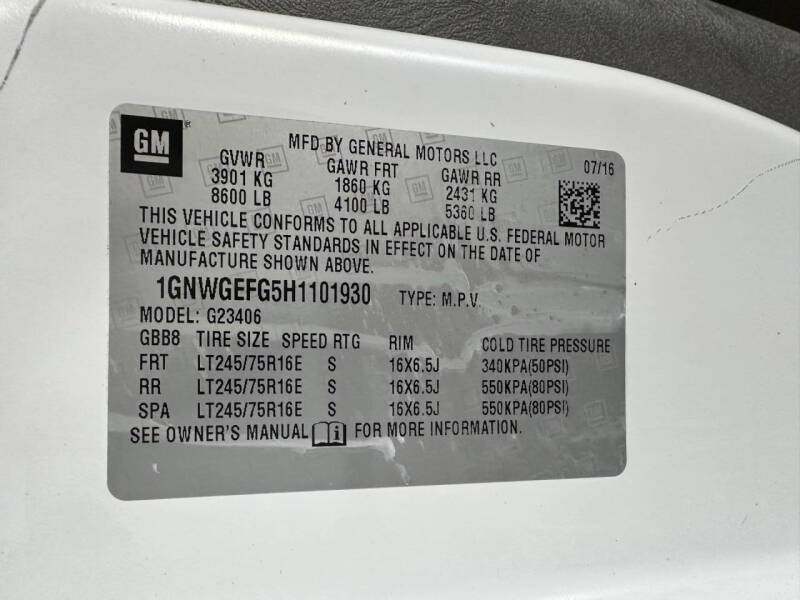 GM
MFD BY GENERAL MOTORS LLC 07/16
GVWR GAWR FRT GAWR RR
3901 KG 1860 KG 2431 KG
8600 LB 4100 LB 5360 LB
THIS VEHICLE CONFORMS TO ALL APPLICABLE U.S. FEDERAL MOTOR
VEHICLE SAFETY STANDARDS IN EFFECT ON THE DATE OF
MANUFACTURE SHOWN ABOVE.
1GNWGEFG5H1101930 TYPE: M.P.V.
MODEL: G23406
GBB8 TIRE SIZE SPEED RTG RIM COLD TIRE PRESSURE
FRT LT245/75R16E S 16X6.5J 340KPA(50PSI)
RR LT245/75R16E S 16X6.5J 550KPA(80PSI)
SPA LT245/75R16E S 16X6.5J 550KPA(80PSI)
SEE OWNER'S MANUAL i FOR MORE INFORMATION.